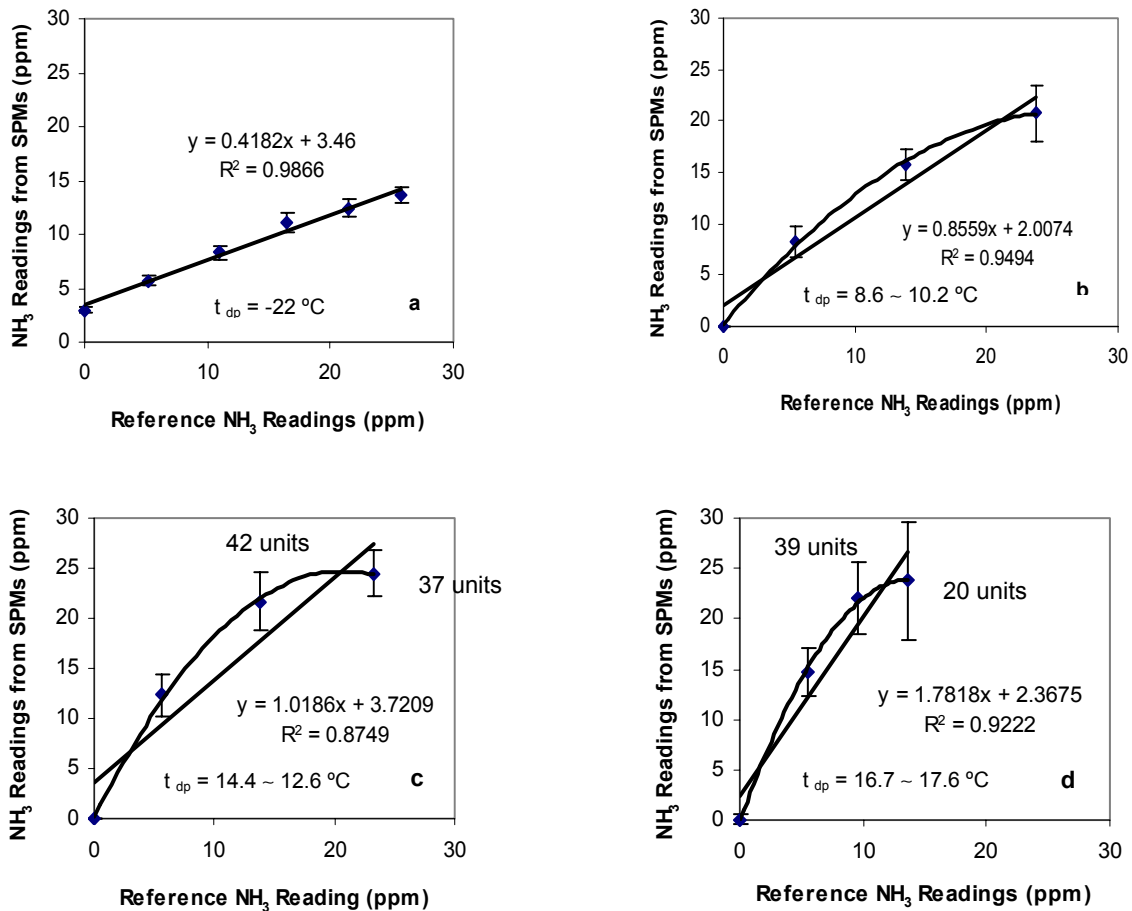 NH₃ Readings from SPMs (ppm)
30
25
20
15
10
5
0
y = 0.4182x + 3.46
R² = 0.9866
t dp = -22 ºC
a
0 10 20 30
Reference NH₃ Readings (ppm)
NH₃ Readings from SPMs (ppm)
30
25
20
15
10
5
0
y = 0.8559x + 2.0074
R² = 0.9494
t dp = 8.6 ~ 10.2 ºC
b
0 10 20 30
Reference NH₃ Readings (ppm)
NH₃ Readings from SPMs (ppm)
30
25
20
15
10
5
0
42 units
37 units
y = 1.0186x + 3.7209
R² = 0.8749
t dp = 14.4 ~ 12.6 ºC
c
0 10 20 30
Reference NH₃ Reading (ppm)
NH₃ Readings from SPMs (ppm)
30
25
20
15
10
5
0
39 units
20 units
y = 1.7818x + 2.3675
R² = 0.9222
t dp = 16.7 ~ 17.6 ºC
d
0 10 20 30
Reference NH₃ Readings (ppm)